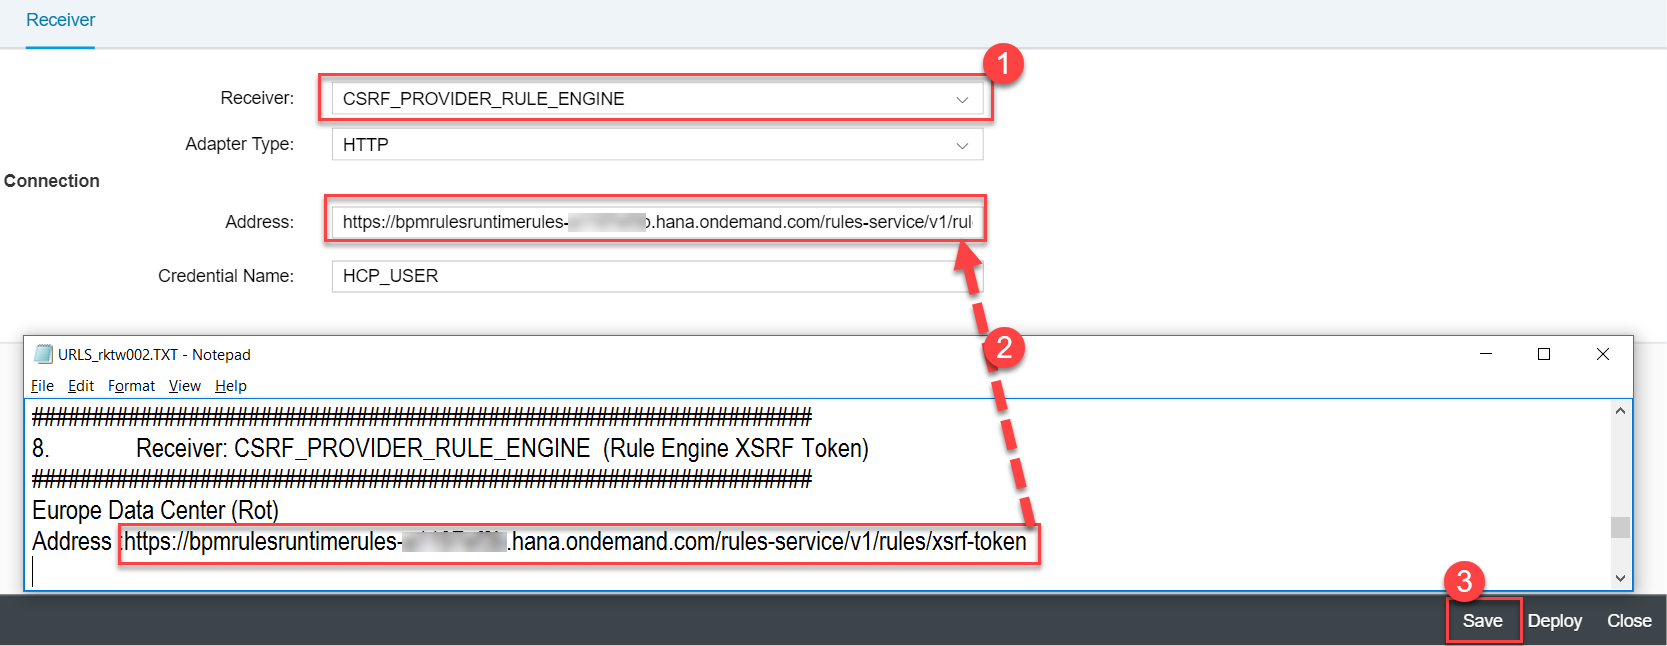 Receiver
1
Receiver: CSRF_PROVIDER_RULE_ENGINE
Adapter Type: HTTP
Connection
Address: https://bpmrulesruntimerules- .hana.ondemand.com/rules-service/v1/rul
Credential Name: HCP_USER
2
URLS_rktw002.TXT - Notepad
File Edit Format View Help
################################################################
8. Receiver: CSRF_PROVIDER_RULE_ENGINE (Rule Engine XSRF Token)
################################################################
Europe Data Center (Rot)
Address :https://bpmrulesruntimerules- .hana.ondemand.com/rules-service/v1/rules/xsrf-token
3
Save Deploy Close